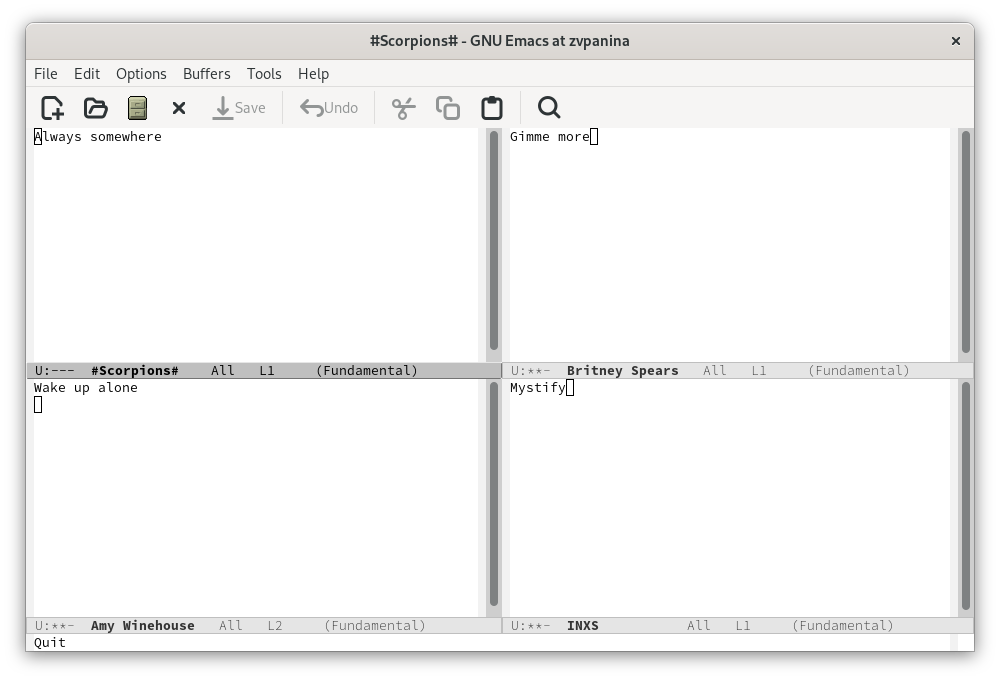 #Scorpions# - GNU Emacs at zvpanina
File Edit Options Buffers Tools Help
Save Undo
Always somewhere
U:--- #Scorpions# All L1 (Fundamental)
Gimme more
U:**- Britney Spears All L1 (Fundamental)
Wake up alone
U:**- Amy Winehouse All L2 (Fundamental)
Mystify
U:**- INXS All L1 (Fundamental)
Quit